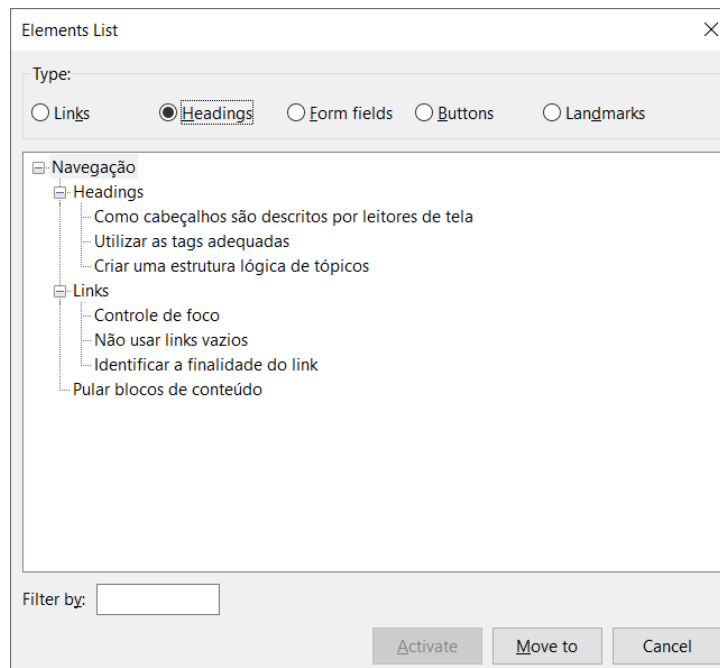 Elements List
Type:
Links Headings Form fields Buttons Landmarks
Navegação
Headings
Como cabeçalhos são descritos por leitores de tela
Utilizar as tags adequadas
Criar uma estrutura lógica de tópicos
Links
Controle de foco
Não usar links vazios
Identificar a finalidade do link
Pular blocos de conteúdo
Filter by:
Activate Move to Cancel